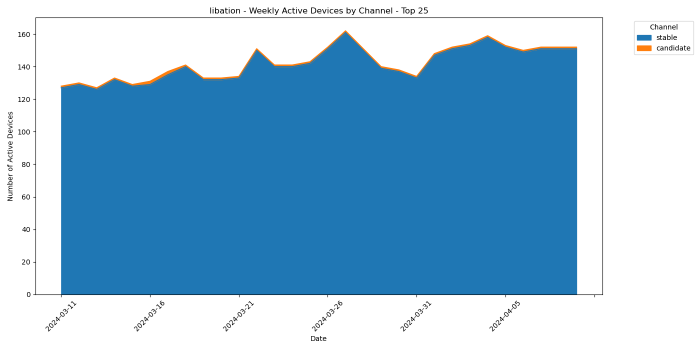 libation - Weekly Active Devices by Channel - Top 25
Channel
stable
candidate
Number of Active Devices
160
140
120
100
80
60
40
20
0
2024-03-11
2024-03-16
2024-03-21
2024-03-26
2024-03-31
2024-04-05
Date